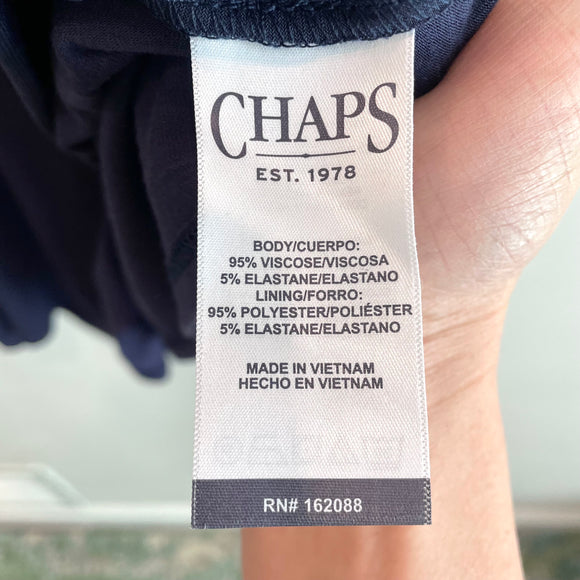 CHAPS
EST. 1978
BODY/CUERPO:
95% VISCOSE/VISCOSA
5% ELASTANE/ELASTANO
LINING/FORRO:
95% POLYESTER/POLIÉSTER
5% ELASTANE/ELASTANO
MADE IN VIETNAM
HECHO EN VIETNAM
RN# 162088